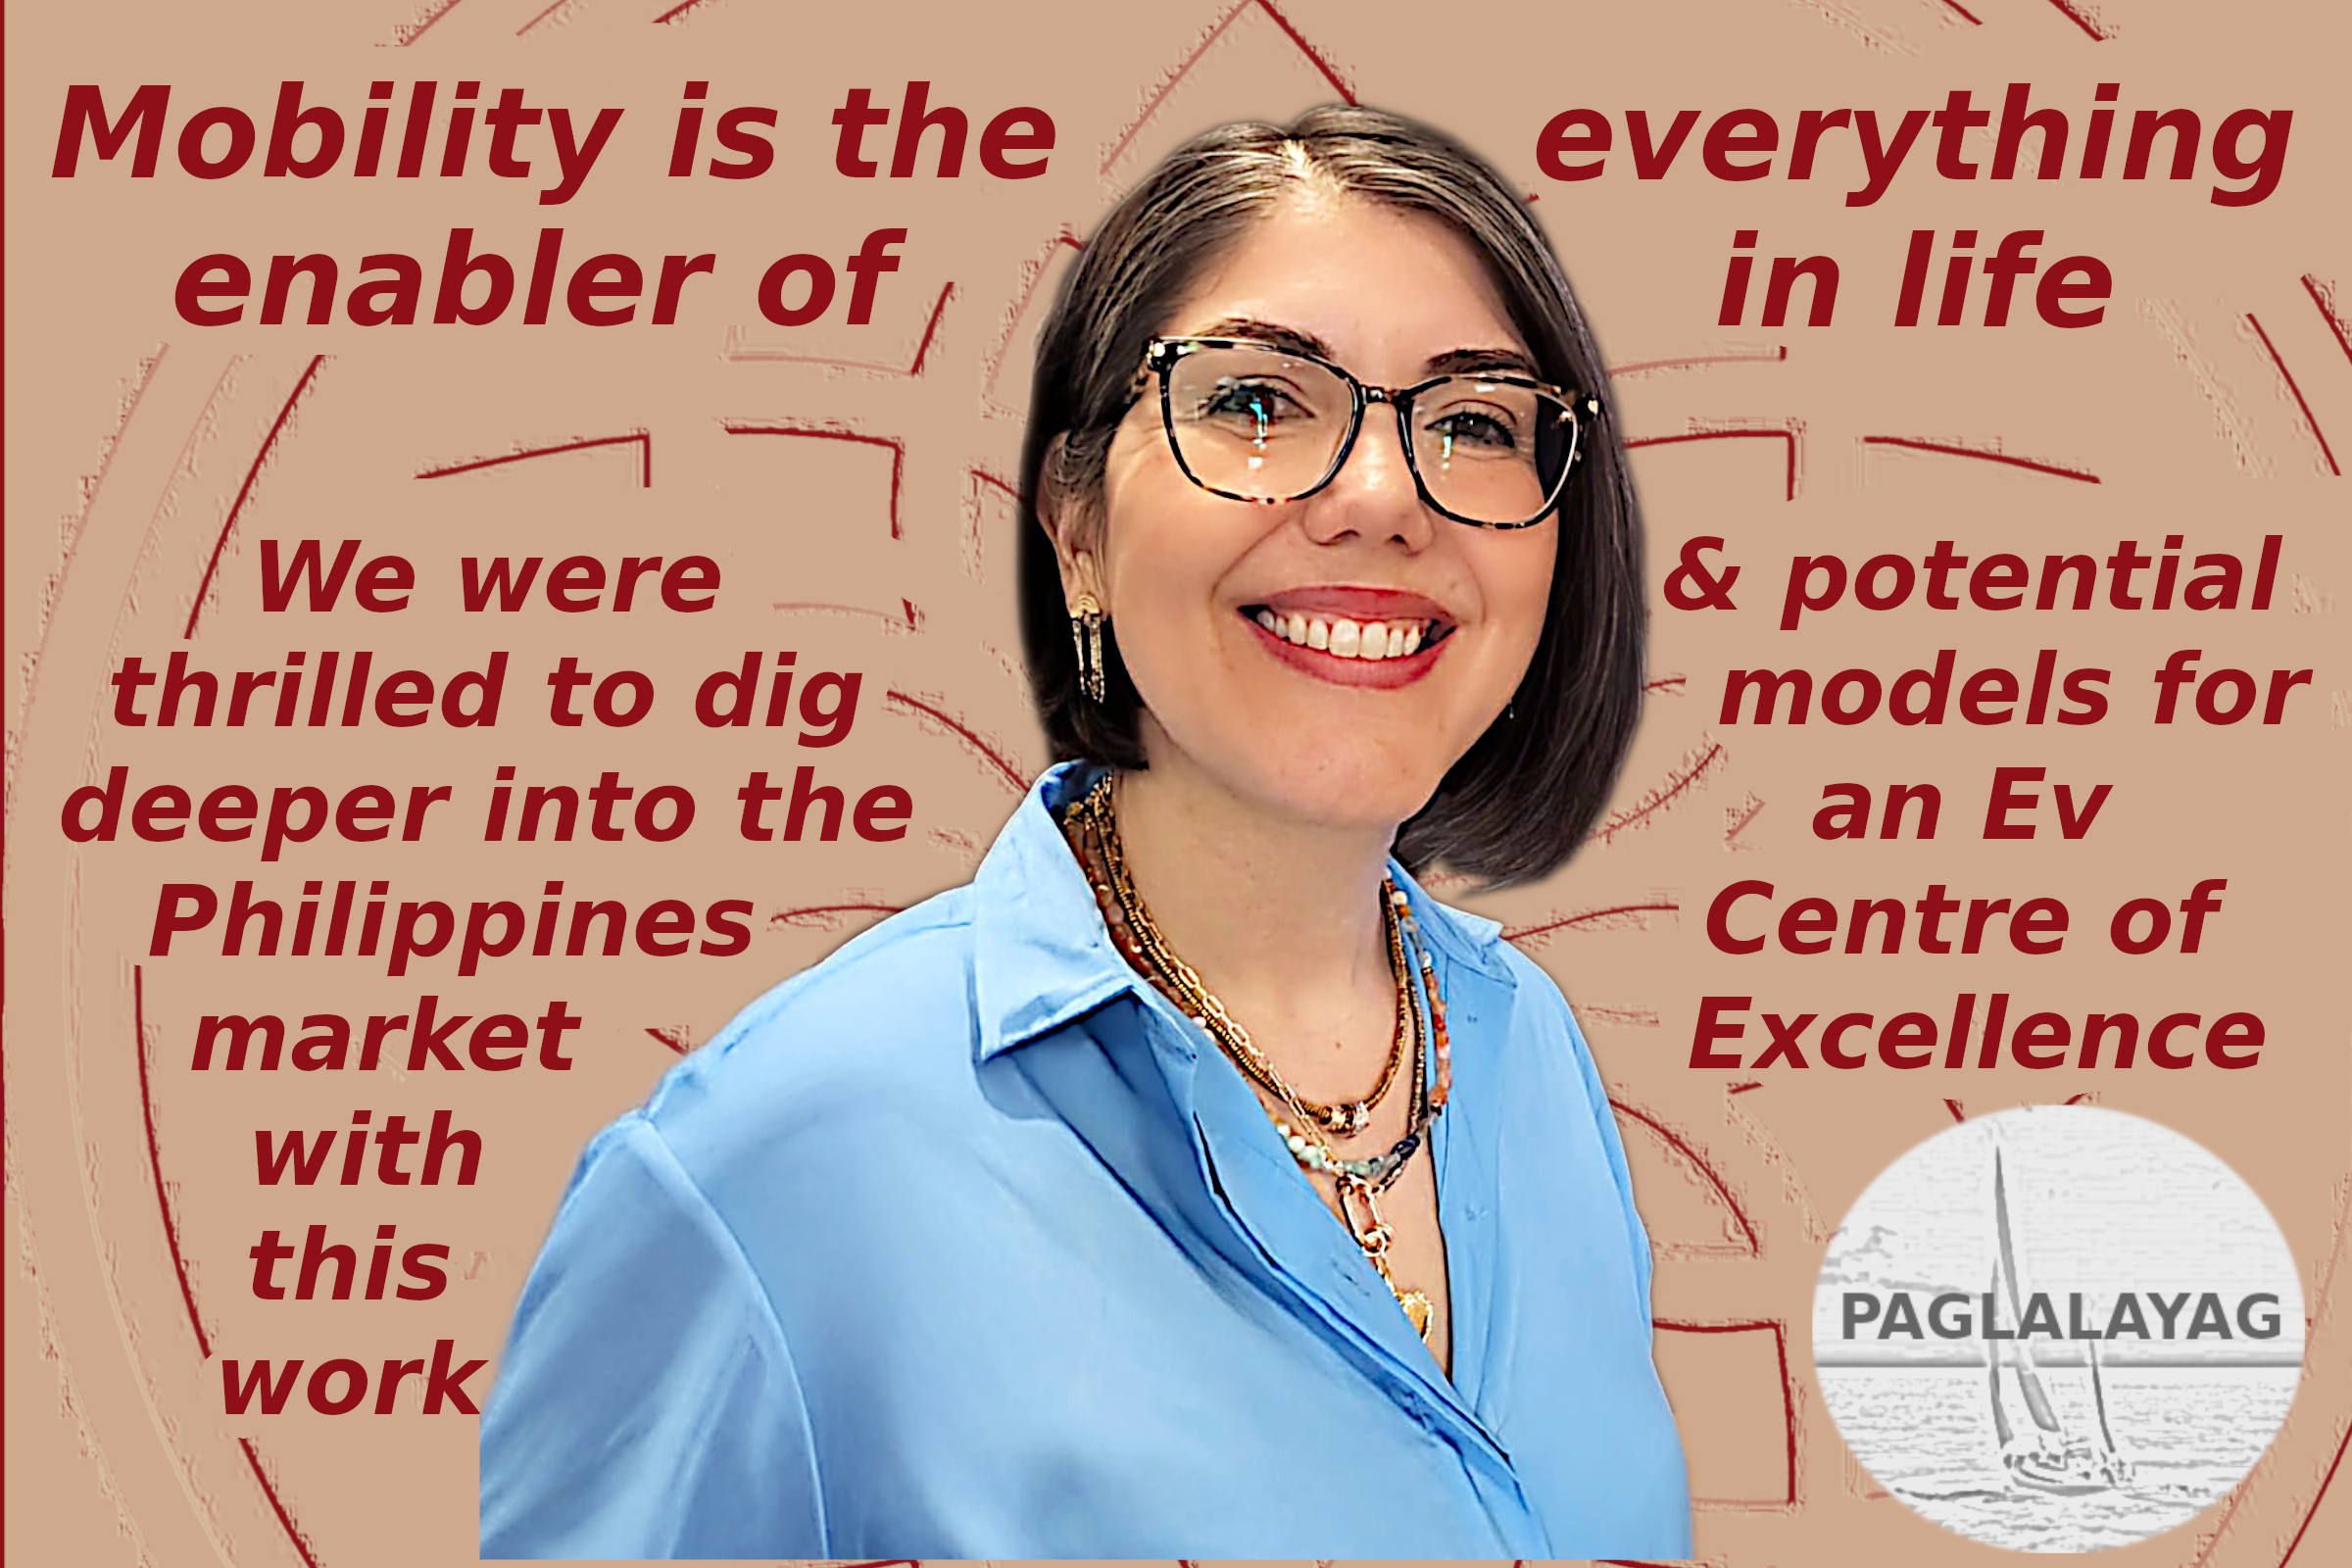 Mobility is the everything
enabler of in life
We were
thrilled to dig
deeper into the
Philippines
market
with
this
work
& potential
models for
an Ev
Centre of
Excellence
PAGLALAYAG